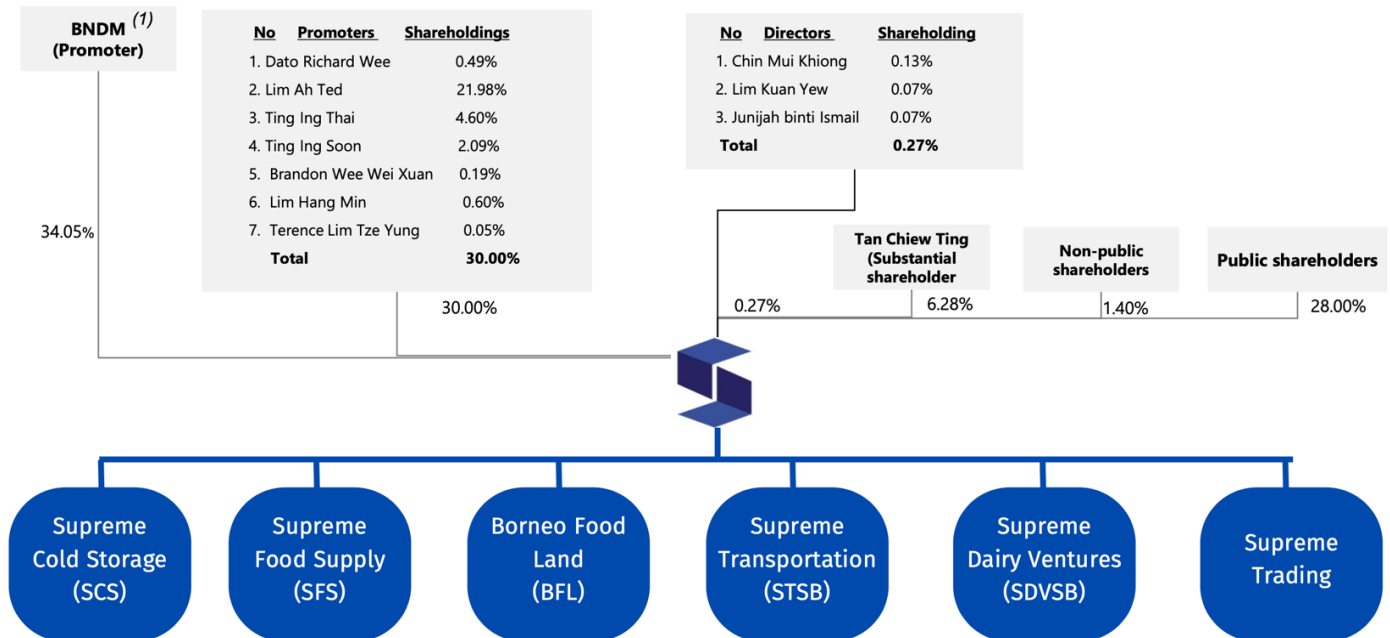 BNDM (1)
(Promoter)
No Promoters Shareholdings
1. Dato Richard Wee 0.49%
2. Lim Ah Ted 21.98%
3. Ting Ing Thai 4.60%
4. Ting Ing Soon 2.09%
5. Brandon Wee Wei Xuan 0.19%
6. Lim Hang Min 0.60%
7. Terence Lim Tze Yung 0.05%
Total 30.00%
No Directors Shareholding
1. Chin Mui Khiong 0.13%
2. Lim Kuan Yew 0.07%
3. Junijah binti Ismail 0.07%
Total 0.27%
34.05%
Tan Chiew Ting
(Substantial
shareholder
Non-public
shareholders
Public shareholders
30.00%
0.27%
6.28%
1.40%
28.00%
Supreme
Cold Storage
(SCS)
Supreme
Food Supply
(SFS)
Borneo Food
Land
(BFL)
Supreme
Transportation
(STSB)
Supreme
Dairy Ventures
(SDVSB)
Supreme
Trading